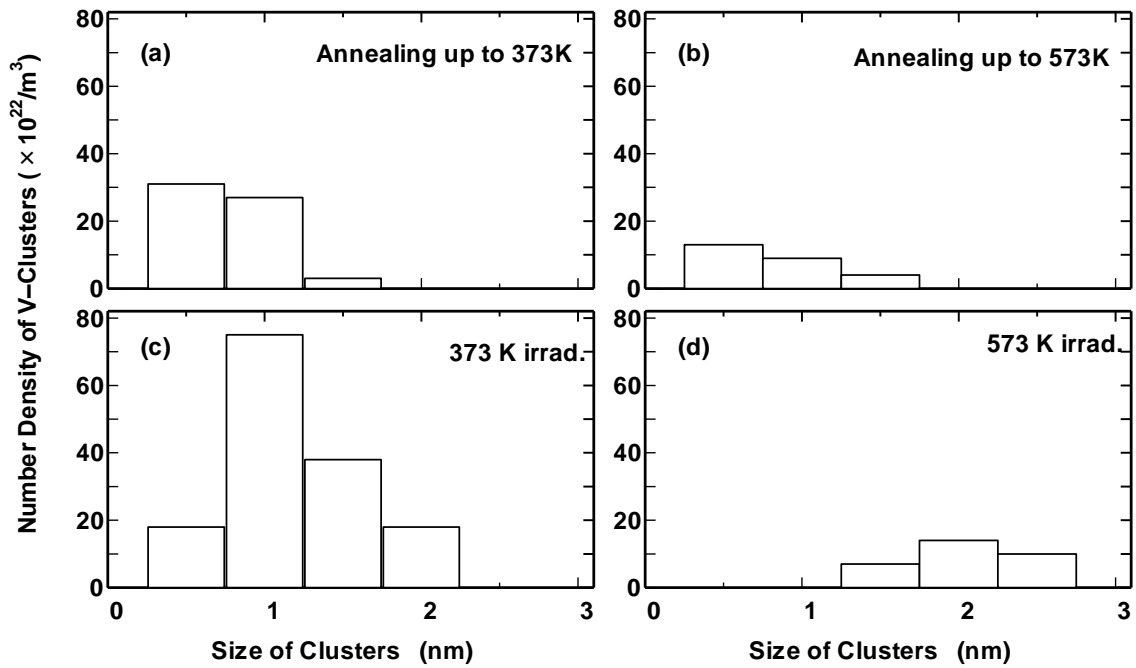 Number Density of V−Clusters ( × 10²²/m³)
80
60
40
20
0
(a)
Annealing up to 373K
(b)
Annealing up to 573K
80
60
40
20
0
80
60
40
20
0
(c)
373 K irrad.
80
60
40
20
0
(d)
573 K irrad.
0 1 2 3
0 1 2 3
Size of Clusters (nm)
Size of Clusters (nm)